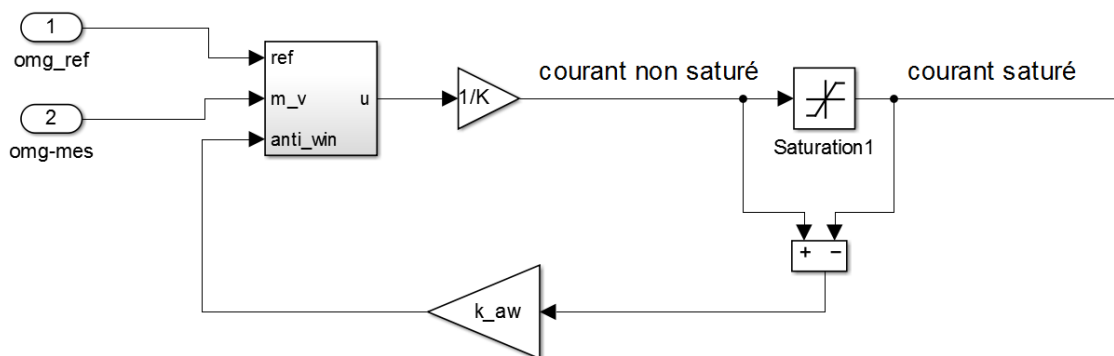 1
omg_ref
2
omg-mes
ref
m_v
anti_win
u
1/K
courant non saturé
Saturation1
courant saturé
+ −
k_aw